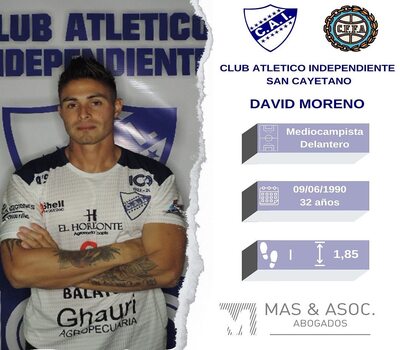 CLUB ATLETICO
INDEPENDIENTE
C.A.I.
CLUB ATLETICO INDEPENDIENTE
SAN CAYETANO
DAVID MORENO
Mediocampista
Delantero
09/06/1990
32 años
I
1,85
MAS & ASOC.
ABOGADOS
Shell
ICR
EL HORIZONTE
Ghauri
AGROPECUARIA